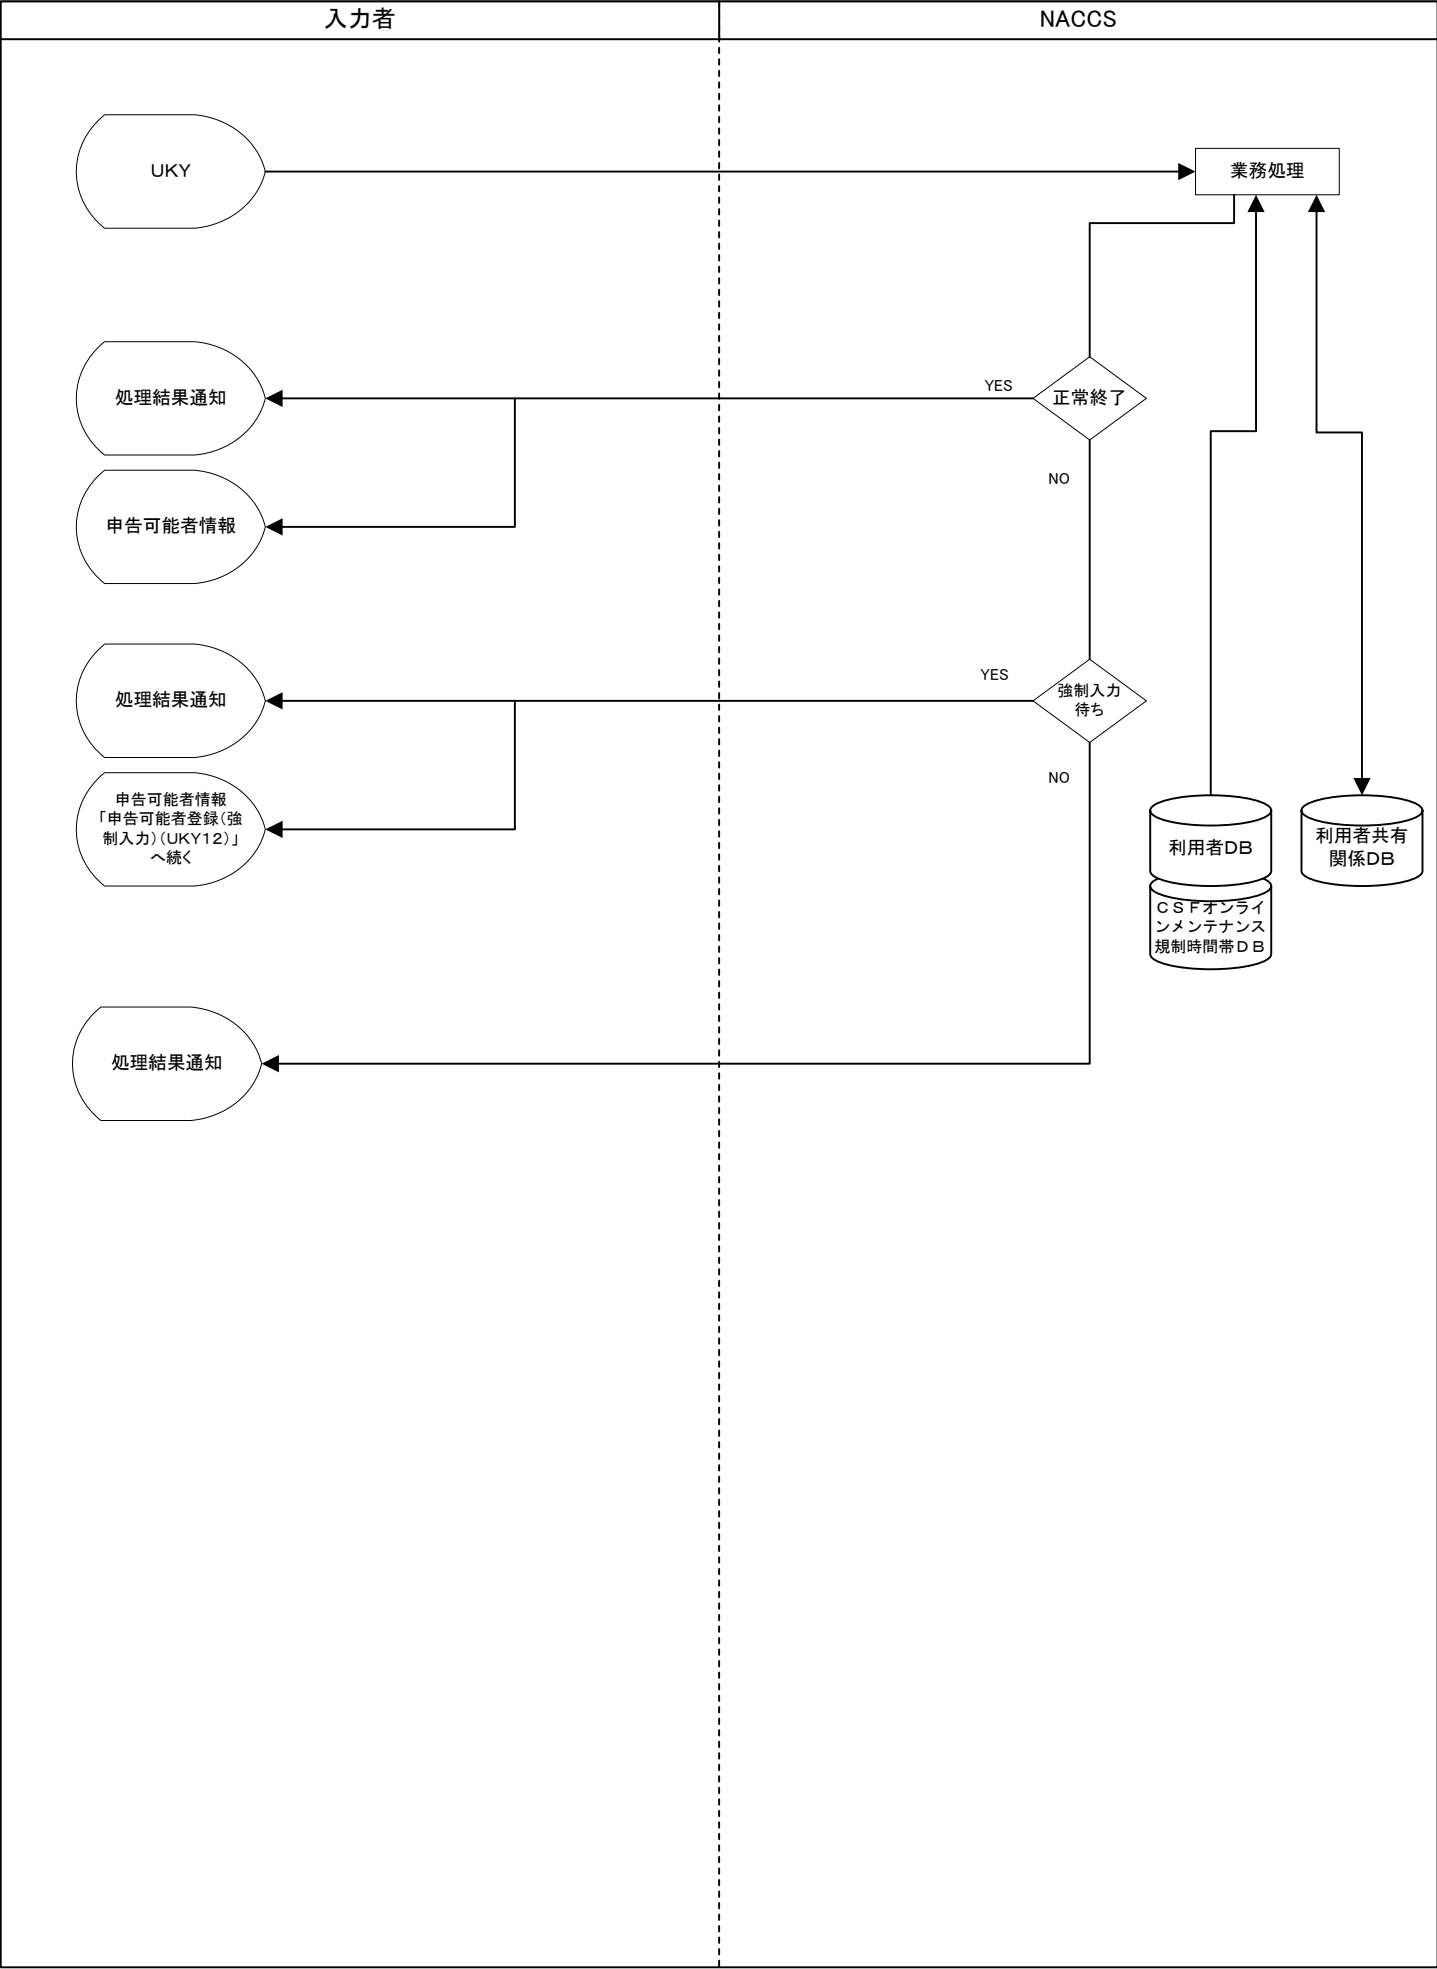 入力者
NACCS
UKY
業務処理
処理結果通知
YES
正常終了
NO
申告可能者情報
処理結果通知
YES
強制入力
待ち
NO
申告可能者情報
「申告可能者登録（強
制入力）（UKY１２）」
へ続く
利用者DB
利用者共有
関係DB
ＣＳＦオンライ
ンメンテナンス
規制時間帯ＤＢ
処理結果通知